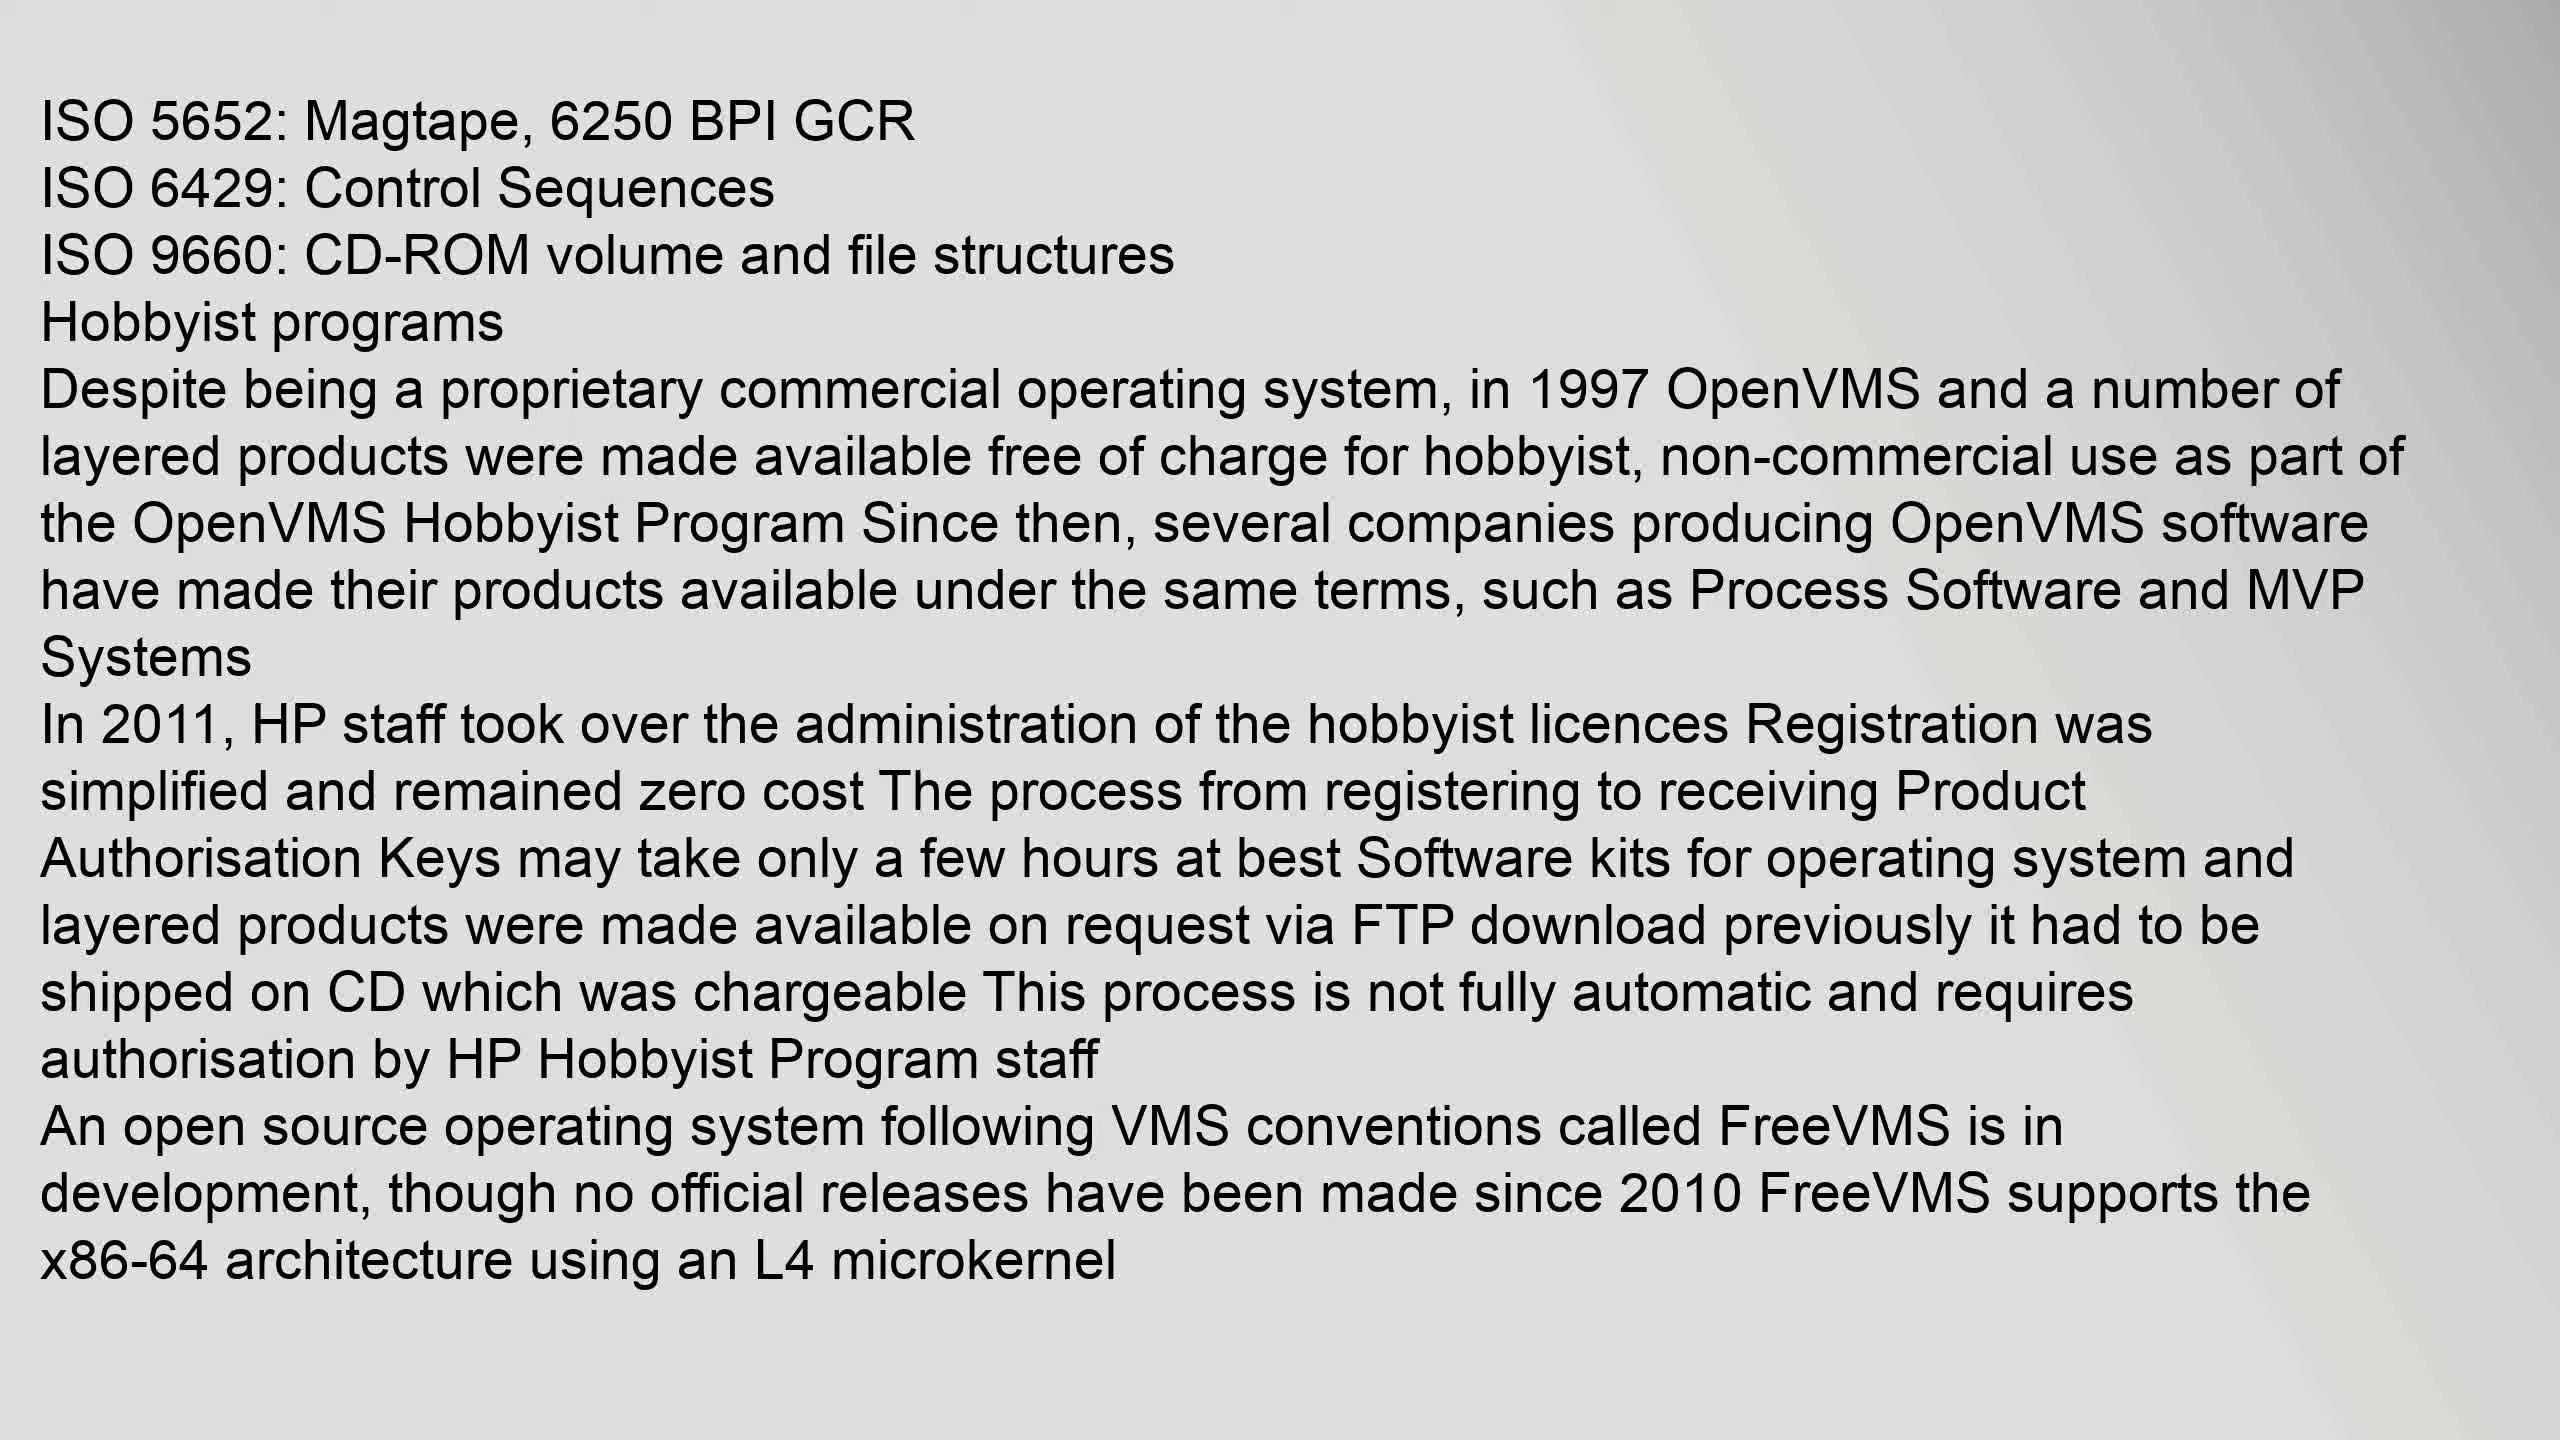 ISO 5652: Magtape, 6250 BPI GCR
ISO 6429: Control Sequences
ISO 9660: CD-ROM volume and file structures
Hobbyist programs
Despite being a proprietary commercial operating system, in 1997 OpenVMS and a number of
layered products were made available free of charge for hobbyist, non-commercial use as part of
the OpenVMS Hobbyist Program Since then, several companies producing OpenVMS software
have made their products available under the same terms, such as Process Software and MVP
Systems
In 2011, HP staff took over the administration of the hobbyist licences Registration was
simplified and remained zero cost The process from registering to receiving Product
Authorisation Keys may take only a few hours at best Software kits for operating system and
layered products were made available on request via FTP download previously it had to be
shipped on CD which was chargeable This process is not fully automatic and requires
authorisation by HP Hobbyist Program staff
An open source operating system following VMS conventions called FreeVMS is in
development, though no official releases have been made since 2010 FreeVMS supports the
x86-64 architecture using an L4 microkernel